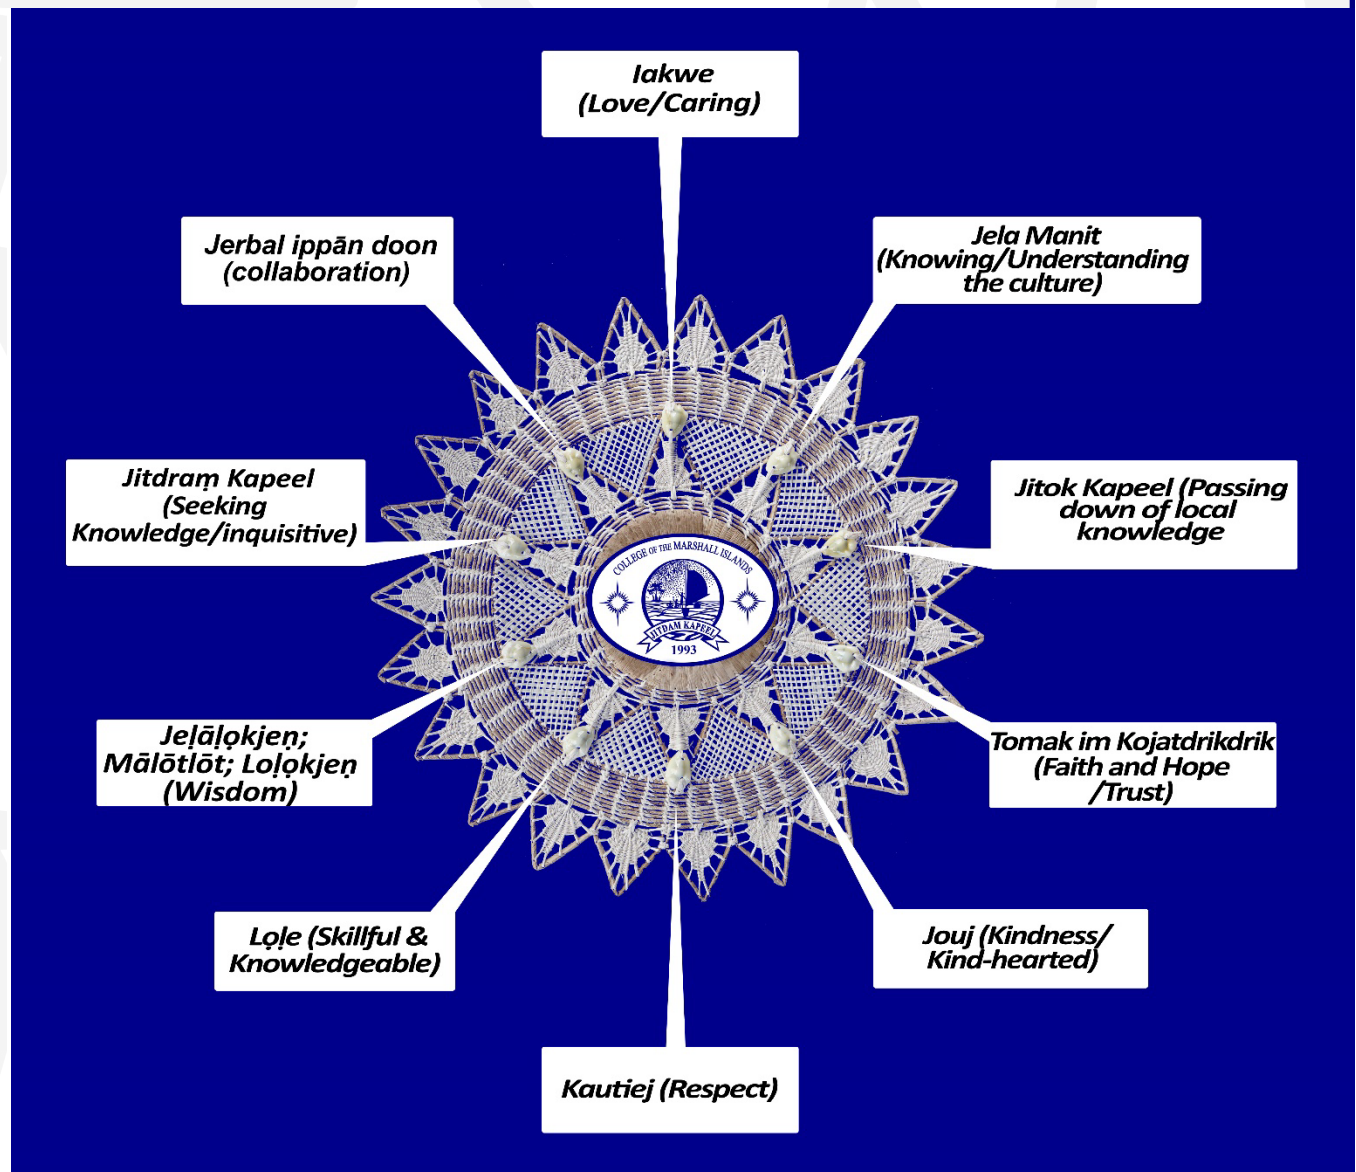 Iakwe
(Love/Caring)
Jerbal ippān doon
(collaboration)
Jela Manit
(Knowing/Understanding
the culture)
Jitdraṃ Kapeel
(Seeking
Knowledge/inquisitive)
Jitok Kapeel (Passing
down of local
knowledge
COLLEGE OF THE MARSHALL ISLANDS
JITDAM KAPEEL
1993
Jeḷāḷọkjeṇ;
Mālōtlōt; Loḷọkjeṇ
(Wisdom)
Tomak im Kojatdrikdrik
(Faith and Hope
/Trust)
Lọḷe (Skillful &
Knowledgeable)
Jouj (Kindness/
Kind-hearted)
Kautiej (Respect)